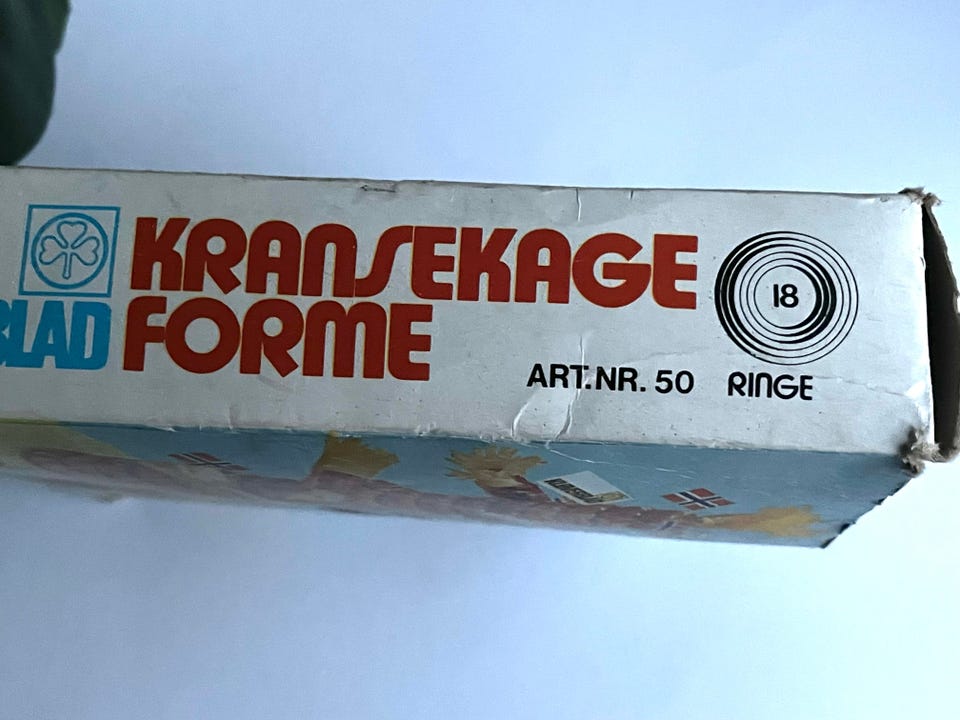 KRANSEKAGE
FORME
BLAD
ART.NR. 50
18
RINGE